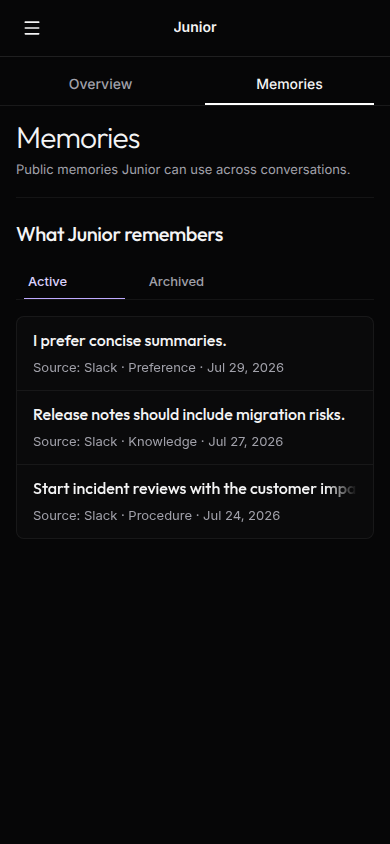 Junior
Overview
Memories
Memories
Public memories Junior can use across conversations.
What Junior remembers
Active
Archived
I prefer concise summaries.
Source: Slack · Preference · Jul 29, 2026
Release notes should include migration risks.
Source: Slack · Knowledge · Jul 27, 2026
Start incident reviews with the customer
Source: Slack · Procedure · Jul 24, 2026